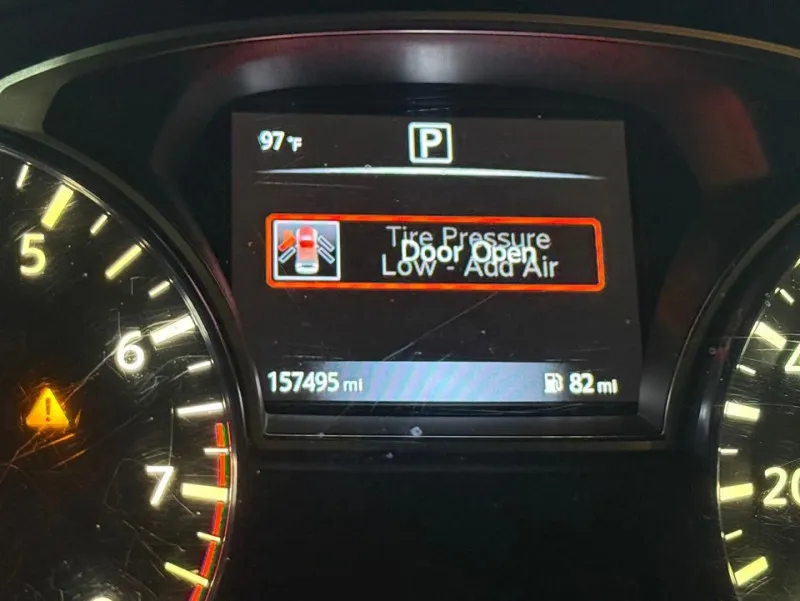 97°F
P
Tire Pressure
Door Open
Low - Add Air
157495 mi
82 mi
5
6
7
20